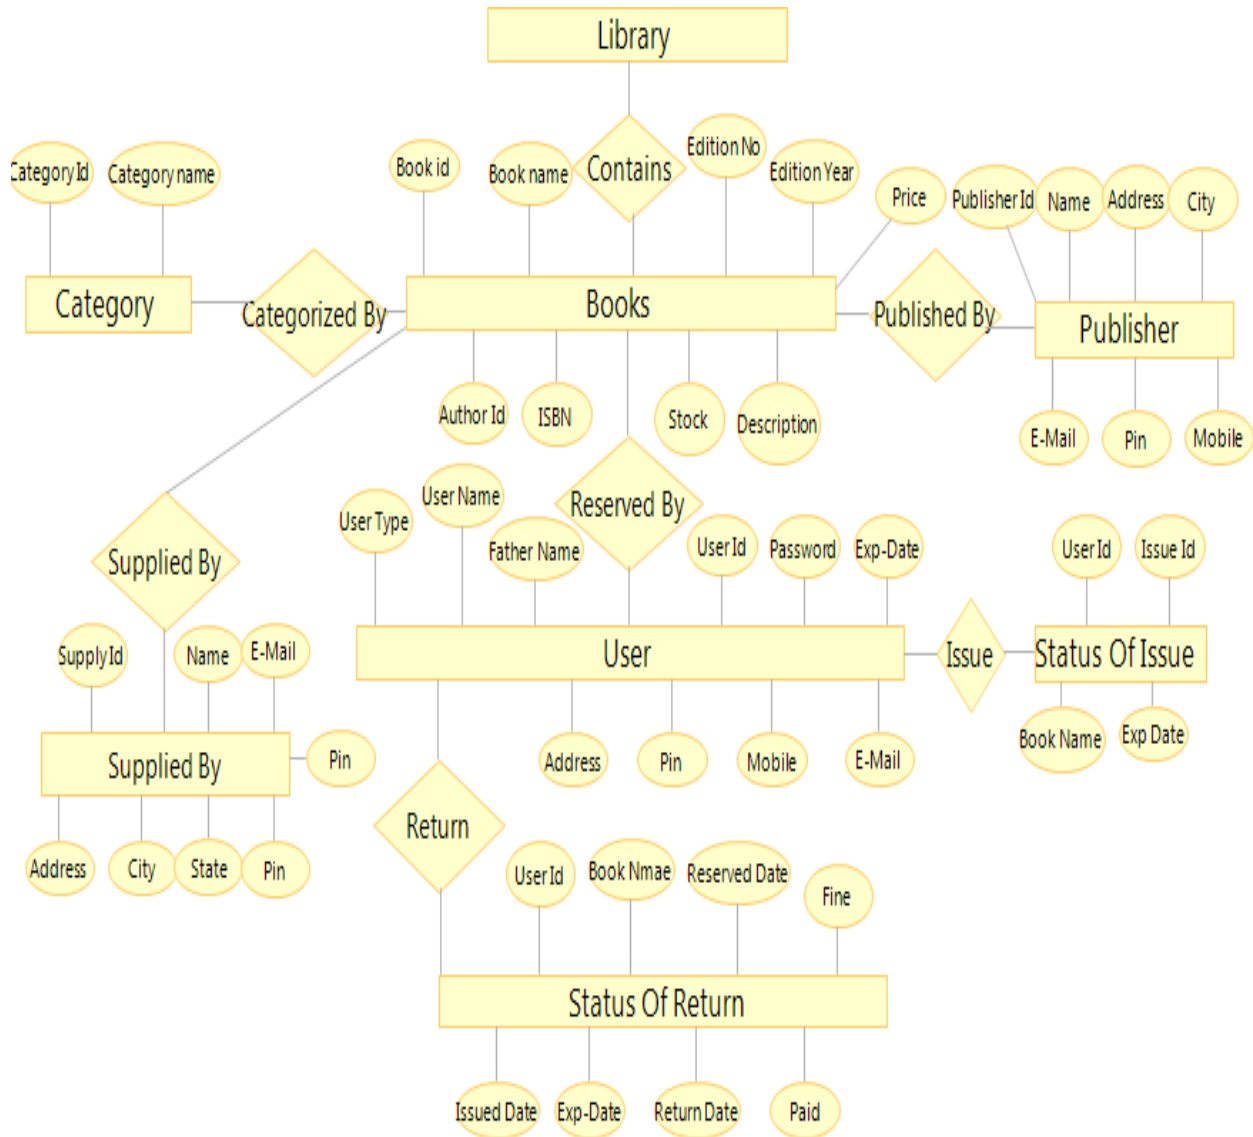 Library
Contains
Category Id
Category name
Book id
Book name
Edition No
Edition Year
Price
Publisher Id
Name
Address
City
Category
Categorized By
Books
Published By
Publisher
Author Id
ISBN
Stock
Description
E-Mail
Pin
Mobile
Supplied By
User Type
User Name
Father Name
Reserved By
User Id
Password
Exp-Date
User Id
Issue Id
Supply Id
Name
E-Mail
User
Issue
Status Of Issue
Supplied By
Pin
Address
Pin
Mobile
E-Mail
Book Name
Exp Date
Address
City
State
Pin
Return
User Id
Book Nmae
Reserved Date
Fine
Status Of Return
Issued Date
Exp-Date
Return Date
Paid